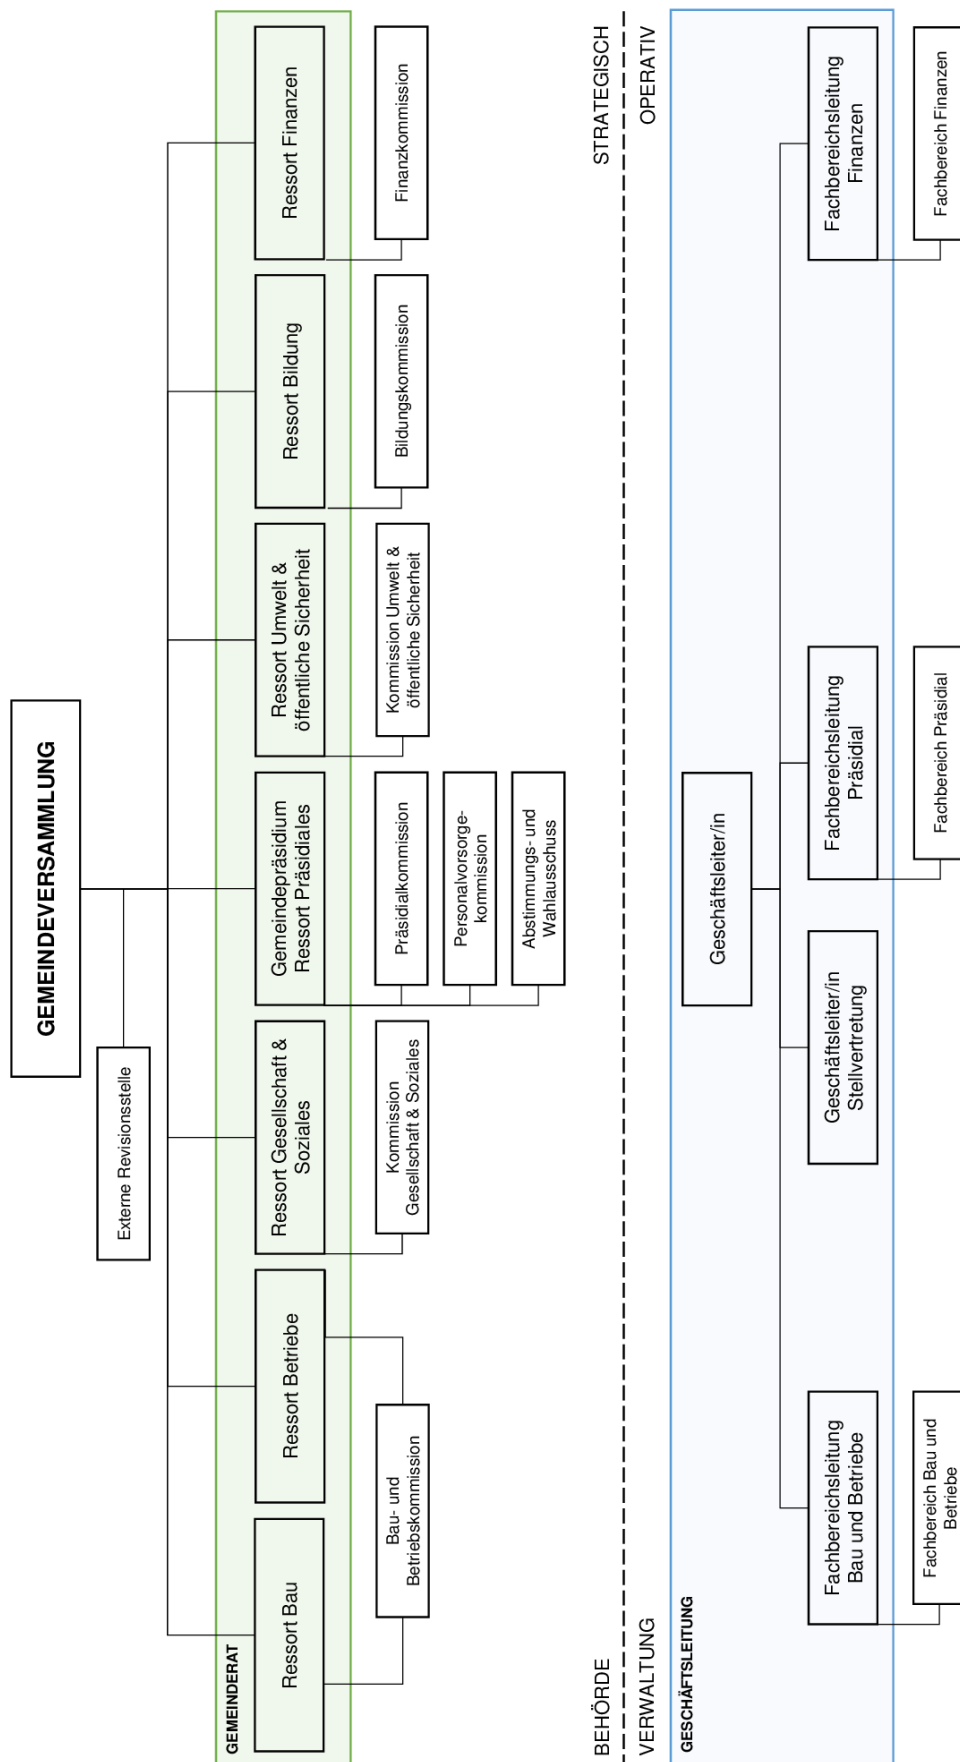 GEMEINDEVERSAMMLUNG
Externe Revisionsstelle
GEMEINDERAT
Ressort Bau
Ressort Betriebe
Ressort Gesellschaft &
Soziales
Gemeindepräsidium
Ressort Präsidiales
Ressort Umwelt &
öffentliche Sicherheit
Ressort Bildung
Ressort Finanzen
Bau- und
Betriebskommission
Kommission
Gesellschaft & Soziales
Präsidialkommission
Personalvorsorge-
kommission
Abstimmungs- und
Wahlausschuss
Kommission Umwelt &
öffentliche Sicherheit
Bildungskommission
Finanzkommission
BEHÖRDE
STRATEGISCH
VERWALTUNG
OPERATIV
GESCHÄFTSLEITUNG
Geschäftsleiter/in
Fachbereichsleitung
Bau und Betriebe
Geschäftsleiter/in
Stellvertretung
Fachbereichsleitung
Präsidial
Fachbereichsleitung
Finanzen
Fachbereich Bau und
Betriebe
Fachbereich Präsidial
Fachbereich Finanzen